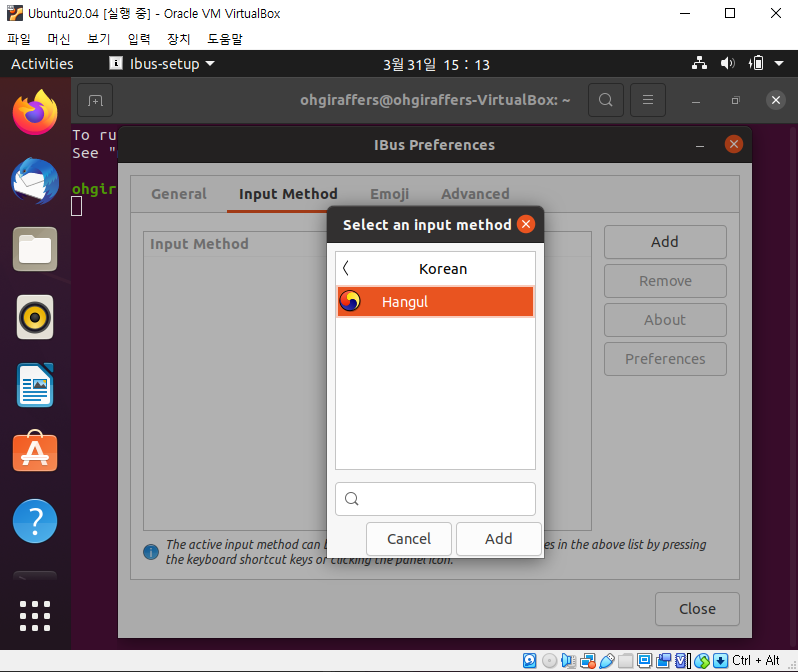 Ubuntu20.04 [실행 중] - Oracle VM VirtualBox
파일 머신 보기 입력 장치 도움말
Activities Ibus-setup 3월 31일 15 : 13
ohgiraffers@ohgiraffers-VirtualBox: ~
To ru
See "
ohgir
IBus Preferences
General Input Method Emoji Advanced
Input Method
Add
Remove
About
Preferences
Select an input method
Korean
Hangul
Cancel Add
The active input method can b es in the above list by pressing
the keyboard shortcut keys or clicking the panel icon.
Close
Ctrl + Alt